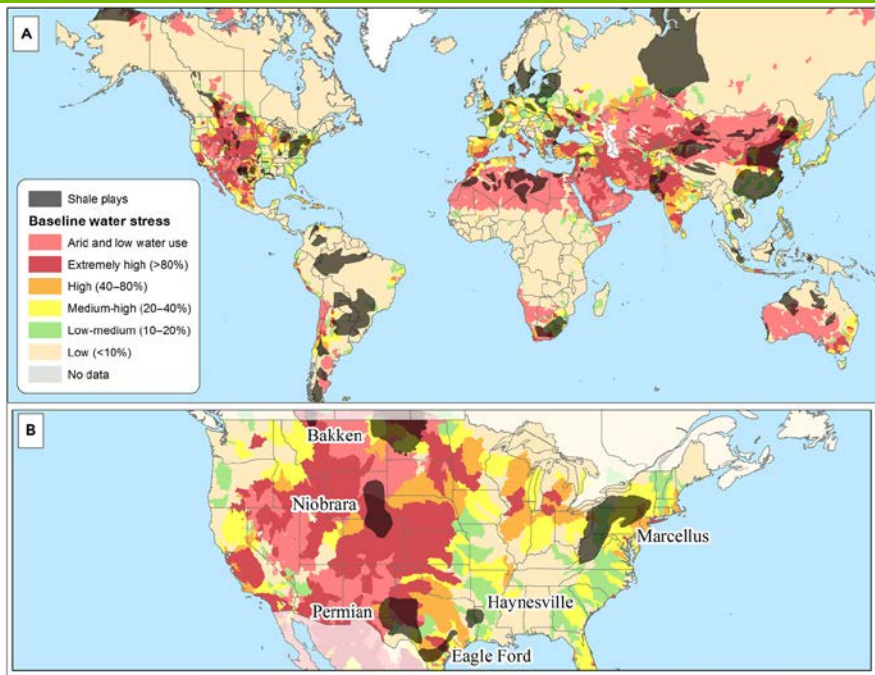 A
Shale plays
Baseline water stress
Arid and low water use
Extremely high (>80%)
High (40–80%)
Medium-high (20–40%)
Low-medium (10–20%)
Low (<10%)
No data
B
Bakken
Niobrara
Marcellus
Haynesville
Permian
Eagle Ford